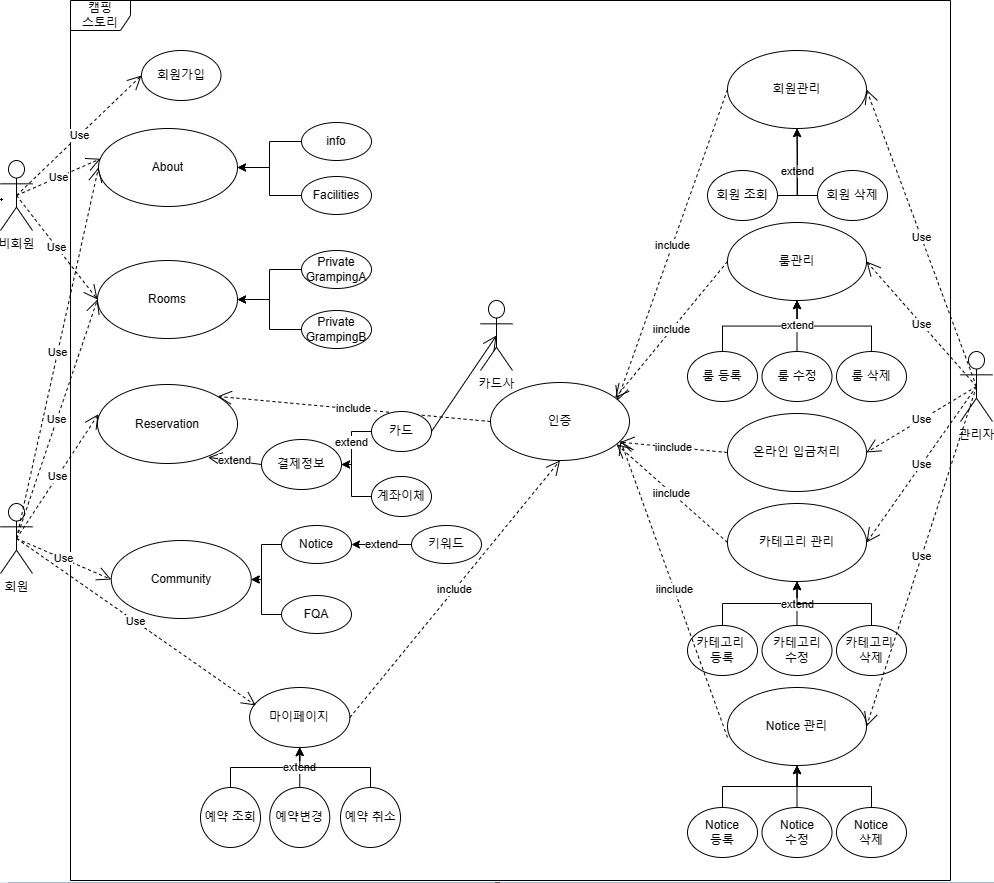 캠핑
스토리
회원가입
Use
About
info
Facilities
Use
비회원
Use
Rooms
Private
GrampingA
Private
GrampingB
Use
Use
Reservation
include
extend
결제정보
extend
카드
계좌이체
카드사
인증
Use
회원
Use
Community
Notice
extend
키워드
FQA
include
Use
마이페이지
extend
예약 조회
예약변경
예약 취소
회원관리
extend
회원 조회
회원 삭제
include
Use
룸관리
iinclude
Use
extend
룸 등록
룸 수정
룸 삭제
관리자
온라인 입금처리
iinclude
Use
카테고리 관리
iinclude
Use
extend
카테고리
등록
카테고리
수정
카테고리
삭제
iinclude
Use
Notice 관리
Notice
등록
Notice
수정
Notice
삭제